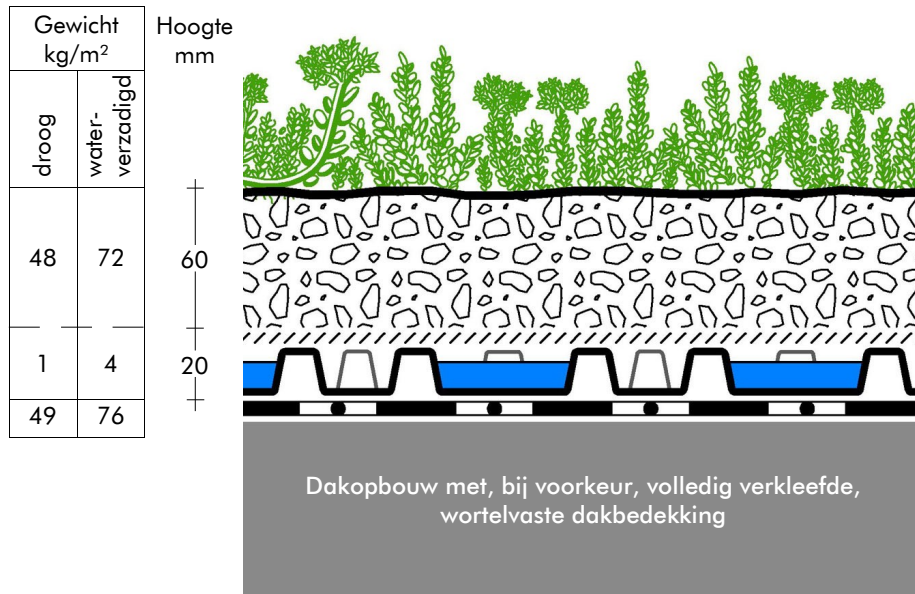 Gewicht
kg/m²
Hoogte
mm
droog
water-
verzadigd
48 72 60
1 4 20
49 76
Dakopbouw met, bij voorkeur, volledig verkleefde,
wortelvaste dakbedekking